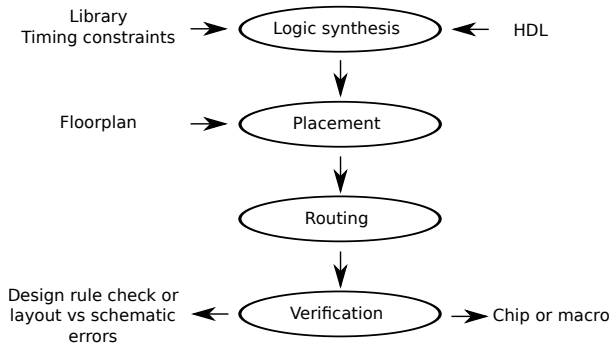 Library
Timing constraints
Logic synthesis
HDL
Floorplan
Placement
Routing
Design rule check or
layout vs schematic
errors
Verification
Chip or macro